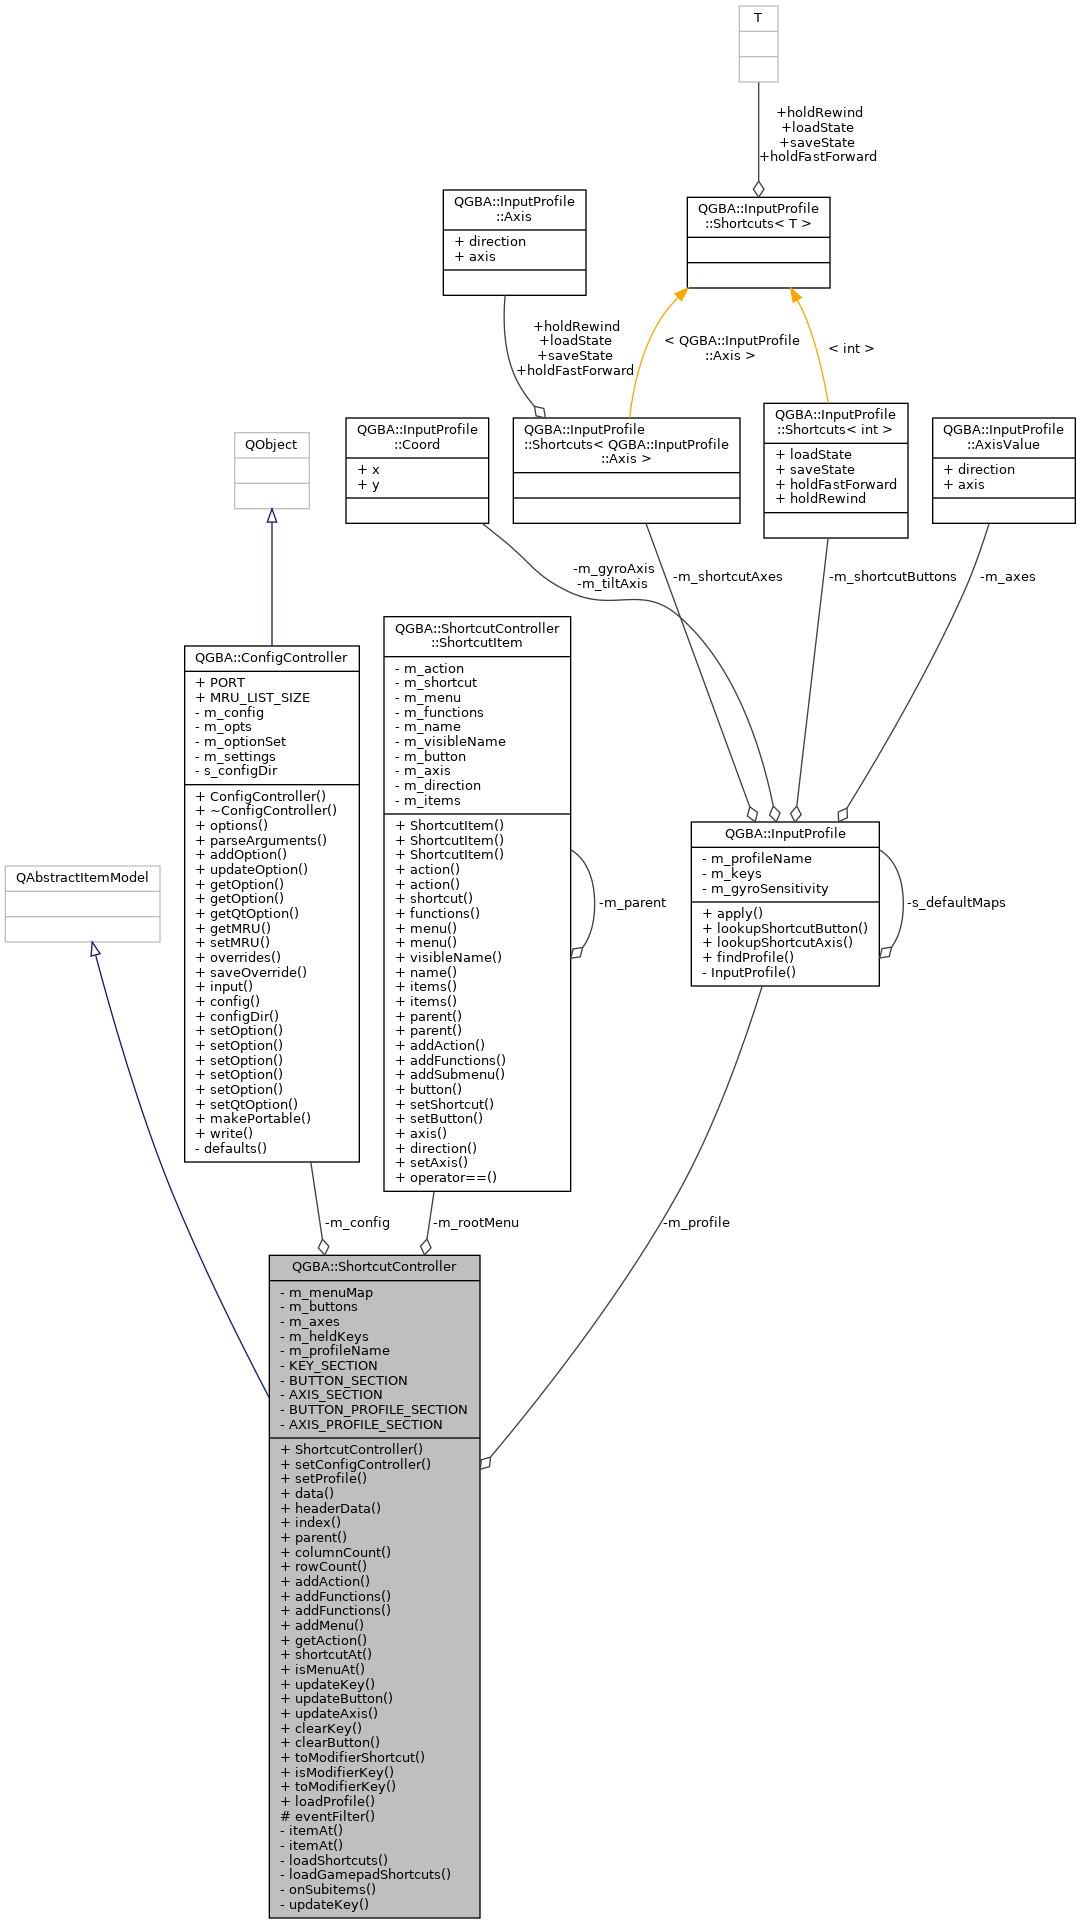 T
+holdRewind
+loadState
+saveState
+holdFastForward
QGBA::InputProfile
::Axis
+ direction
+ axis
QGBA::InputProfile
::Shortcuts< T >
+holdRewind
+loadState
+saveState
+holdFastForward
< QGBA::InputProfile
::Axis >
< int >
QObject
QGBA::InputProfile
::Coord
+ x
+ y
QGBA::InputProfile
::Shortcuts< QGBA::InputProfile
::Axis >
QGBA::InputProfile
::Shortcuts< int >
+ loadState
+ saveState
+ holdFastForward
+ holdRewind
QGBA::InputProfile
::AxisValue
+ direction
+ axis
-m_gyroAxis
-m_tiltAxis
-m_shortcutAxes
-m_shortcutButtons
-m_axes
QGBA::ConfigController
+ PORT
+ MRU_LIST_SIZE
- m_config
- m_opts
- m_optionSet
- m_settings
- s_configDir
+ ConfigController()
+ ~ConfigController()
+ options()
+ parseArguments()
+ addOption()
+ updateOption()
+ getOption()
+ getOption()
+ getQtOption()
+ getMRU()
+ setMRU()
+ overrides()
+ saveOverride()
+ input()
+ config()
+ configDir()
+ setOption()
+ setOption()
+ setOption()
+ setOption()
+ setOption()
+ setQtOption()
+ makePortable()
+ write()
- defaults()
QGBA::ShortcutController
::ShortcutItem
- m_action
- m_shortcut
- m_menu
- m_functions
- m_name
- m_visibleName
- m_button
- m_axis
- m_direction
- m_items
+ ShortcutItem()
+ ShortcutItem()
+ ShortcutItem()
+ action()
+ action()
+ shortcut()
+ functions()
+ menu()
+ menu()
+ visibleName()
+ name()
+ items()
+ items()
+ parent()
+ parent()
+ addAction()
+ addFunctions()
+ addSubmenu()
+ button()
+ setShortcut()
+ setButton()
+ axis()
+ direction()
+ setAxis()
+ operator==()
-m_parent
QGBA::InputProfile
- m_profileName
- m_keys
- m_gyroSensitivity
+ apply()
+ lookupShortcutButton()
+ lookupShortcutAxis()
+ findProfile()
- InputProfile()
-s_defaultMaps
QAbstractItemModel
-m_config
-m_rootMenu
-m_profile
QGBA::ShortcutController
- m_menuMap
- m_buttons
- m_axes
- m_heldKeys
- m_profileName
- KEY_SECTION
- BUTTON_SECTION
- AXIS_SECTION
- BUTTON_PROFILE_SECTION
- AXIS_PROFILE_SECTION
+ ShortcutController()
+ setConfigController()
+ setProfile()
+ data()
+ headerData()
+ index()
+ parent()
+ columnCount()
+ rowCount()
+ addAction()
+ addFunctions()
+ addFunctions()
+ addMenu()
+ getAction()
+ shortcutAt()
+ isMenuAt()
+ updateKey()
+ updateButton()
+ updateAxis()
+ clearKey()
+ clearButton()
+ toModifierShortcut()
+ isModifierKey()
+ toModifierKey()
+ loadProfile()
# eventFilter()
- itemAt()
- itemAt()
- loadShortcuts()
- loadGamepadShortcuts()
- onSubitems()
- updateKey()